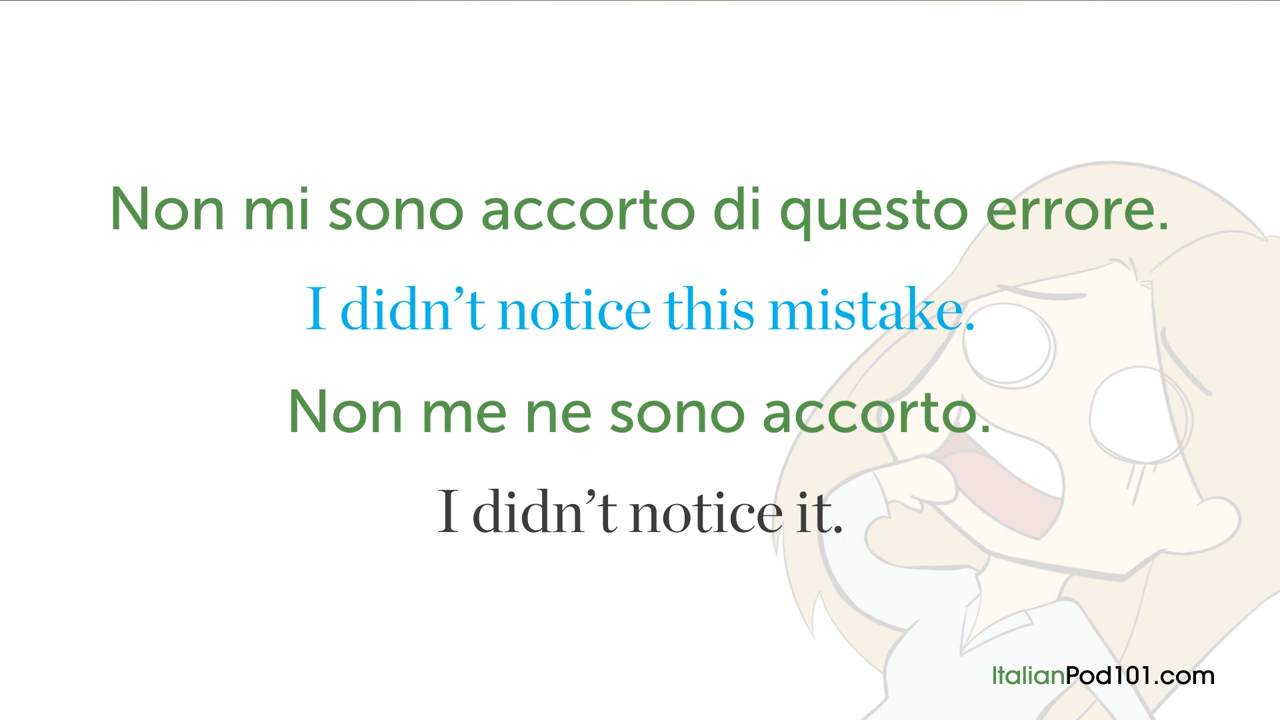 Non mi sono accorto di questo errore.
I didn’t notice this mistake.
Non me ne sono accorto.
I didn’t notice it.
ItalianPod101.com